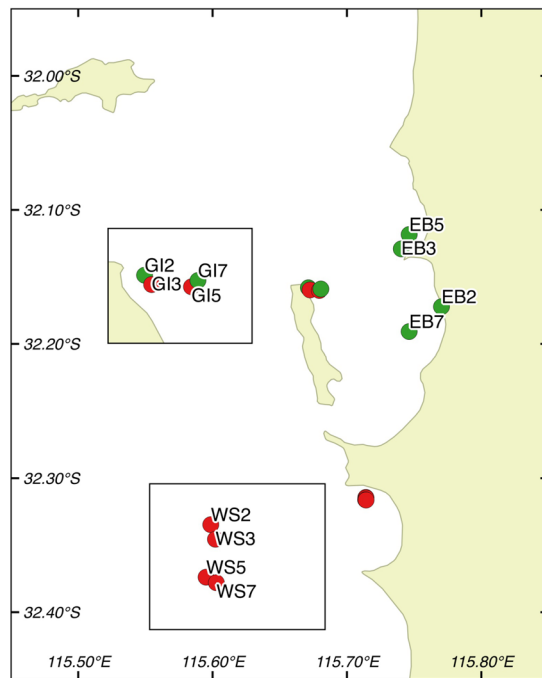 32.00°S
32.10°S
EB5
EB3
GI2
GI7
GI3
GI5
EB2
EB7
32.20°S
32.30°S
WS2
WS3
WS5
WS7
32.40°S
115.50°E
115.60°E
115.70°E
115.80°E